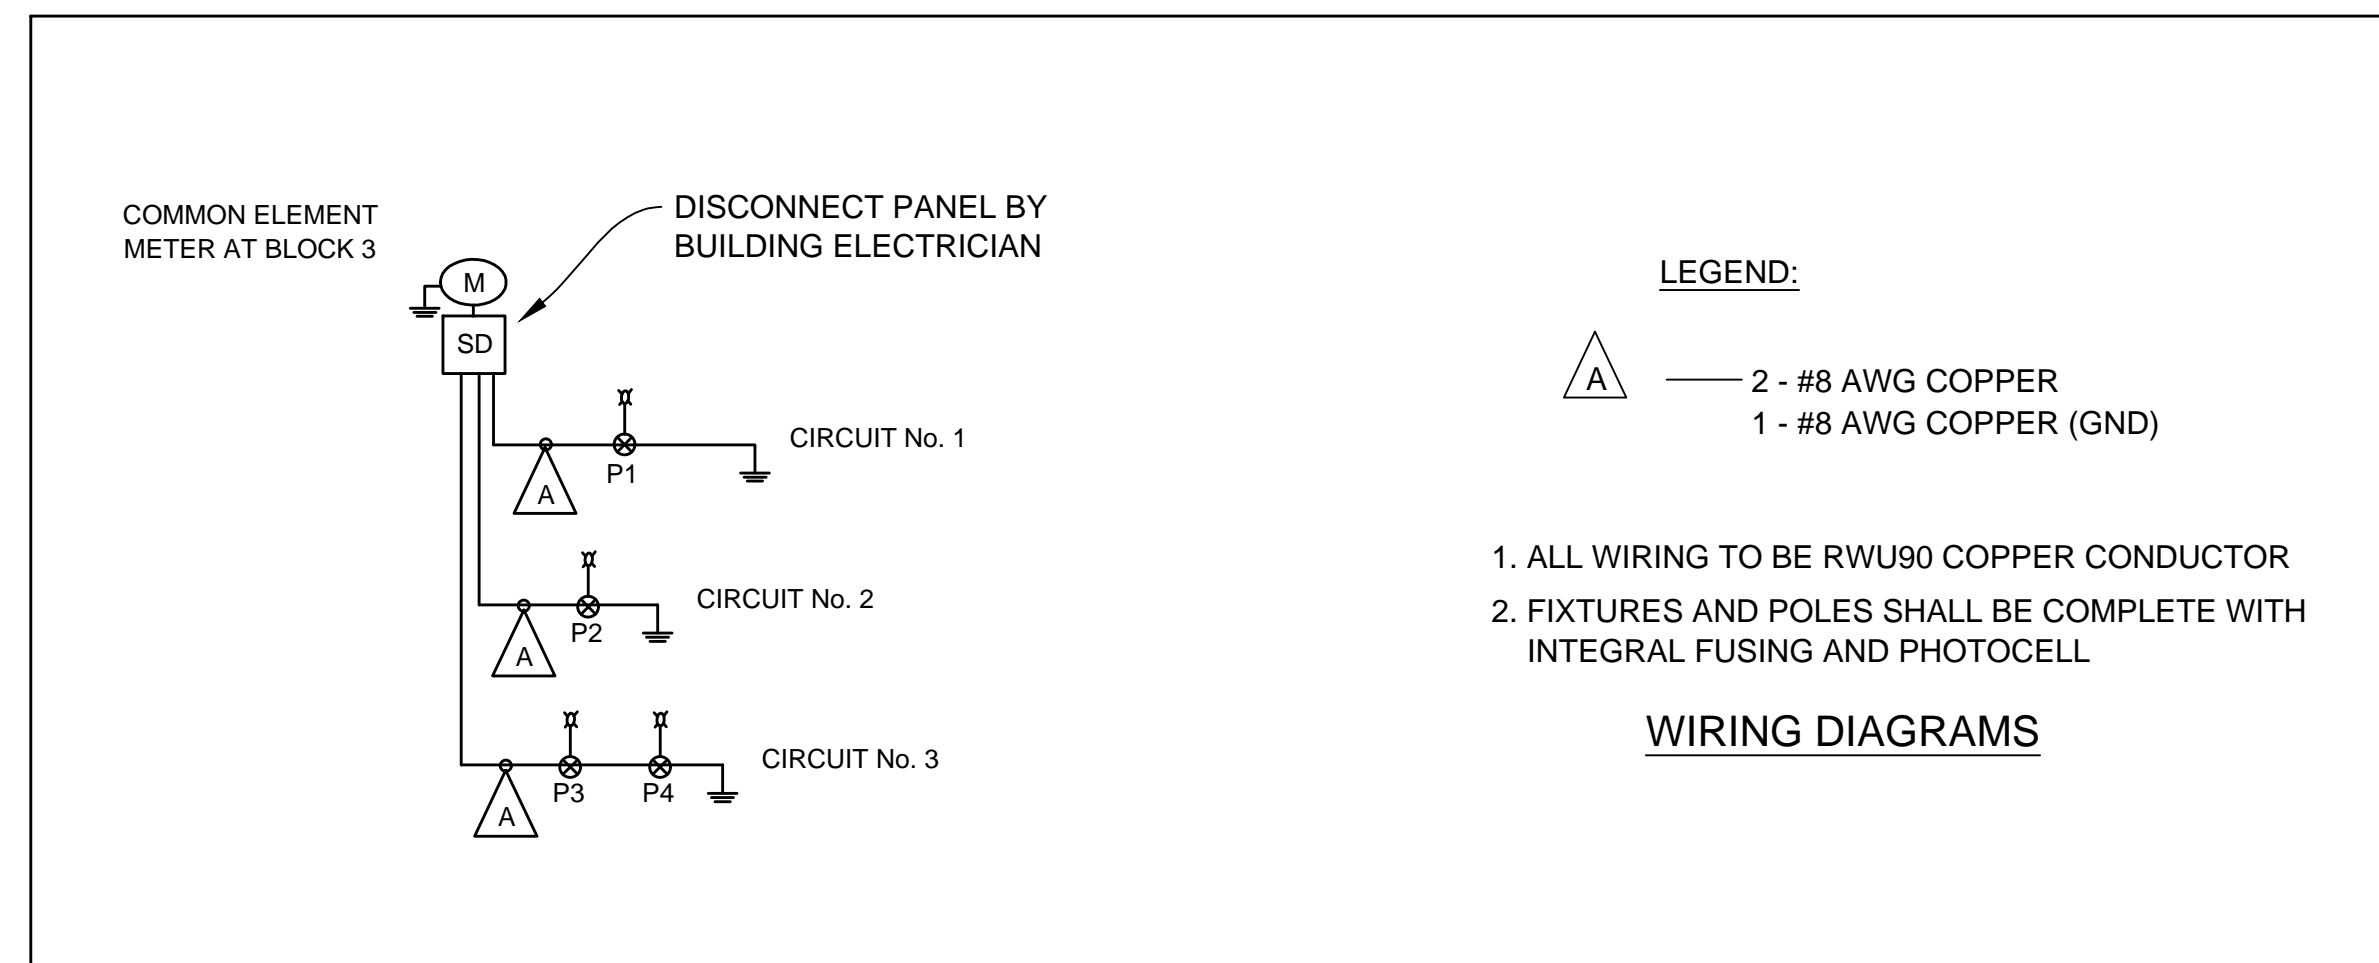 COMMON ELEMENT
METER AT BLOCK 3
DISCONNECT PANEL BY
BUILDING ELECTRICIAN
M
SD
CIRCUIT No. 1
P1
A
CIRCUIT No. 2
P2
A
CIRCUIT No. 3
P3 P4
A
LEGEND:
A 2 - #8 AWG COPPER
1 - #8 AWG COPPER (GND)
1. ALL WIRING TO BE RWU90 COPPER CONDUCTOR
2. FIXTURES AND POLES SHALL BE COMPLETE WITH
INTEGRAL FUSING AND PHOTOCELL
WIRING DIAGRAMS